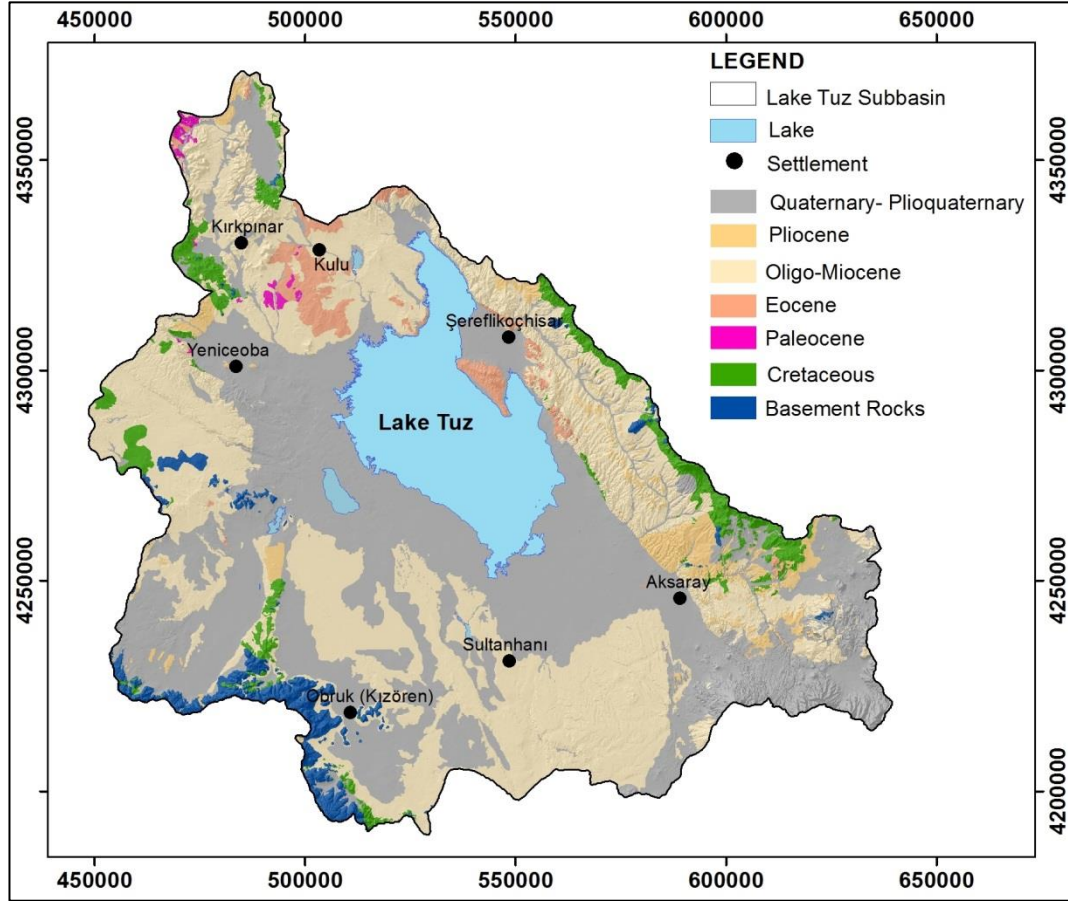 450000 500000 550000 600000 650000
LEGEND
Lake Tuz Subbasin
Lake
Settlement
Quaternary- Plioquaternary
Pliocene
Oligo-Miocene
Eocene
Paleocene
Cretaceous
Basement Rocks
4350000 4350000
Kırkpınar
Kulu
Şereflikoçhisar
Yeniceoba
4300000 4300000
Lake Tuz
4250000 4250000
Aksaray
Sultanhanı
Obruk (Kızören)
4200000 4200000
450000 500000 550000 600000 650000